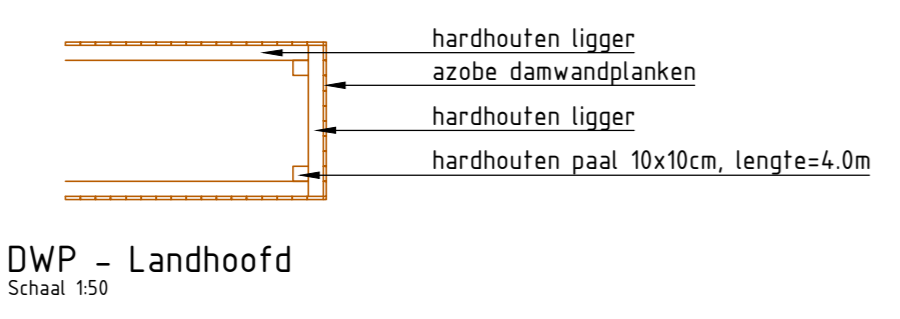 hardhouten ligger
azobe damwandplanken
hardhouten ligger
hardhouten paal 10x10cm, lengte=4.0m
DWP - Landhoofd
Schaal 1:50